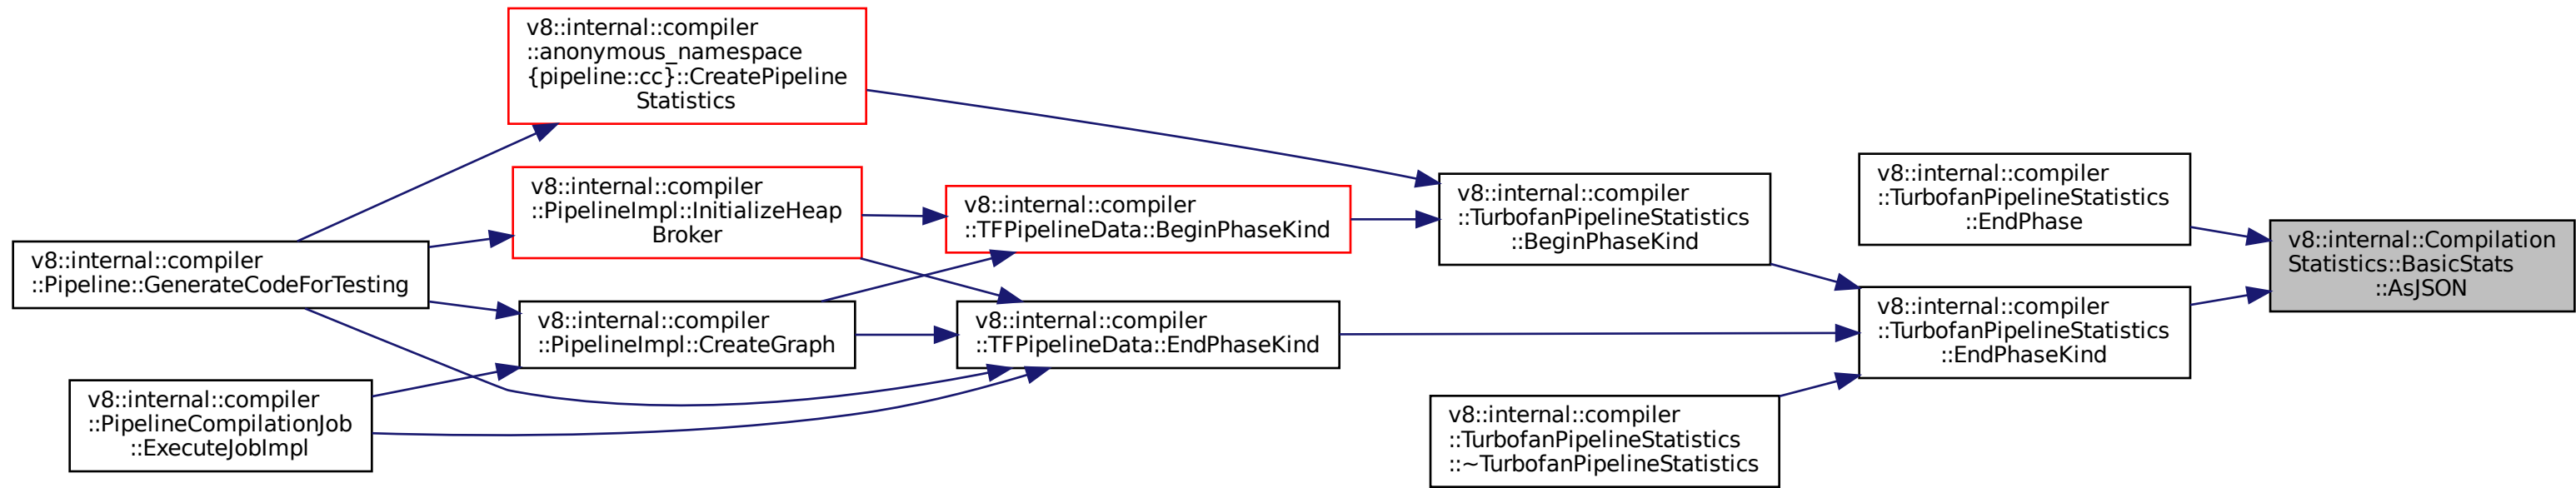 v8::internal::compiler
::anonymous_namespace
{pipeline::cc}::CreatePipeline
Statistics
v8::internal::compiler
::PipelineImpl::InitializeHeap
Broker
v8::internal::compiler
::Pipeline::GenerateCodeForTesting
v8::internal::compiler
::PipelineImpl::CreateGraph
v8::internal::compiler
::PipelineCompilationJob
::ExecuteJobImpl
v8::internal::compiler
::TFPipelineData::BeginPhaseKind
v8::internal::compiler
::TFPipelineData::EndPhaseKind
v8::internal::compiler
::TurbofanPipelineStatistics
::BeginPhaseKind
v8::internal::compiler
::TurbofanPipelineStatistics
::~TurbofanPipelineStatistics
v8::internal::compiler
::TurbofanPipelineStatistics
::EndPhase
v8::internal::compiler
::TurbofanPipelineStatistics
::EndPhaseKind
v8::internal::Compilation
Statistics::BasicStats
::AsJSON